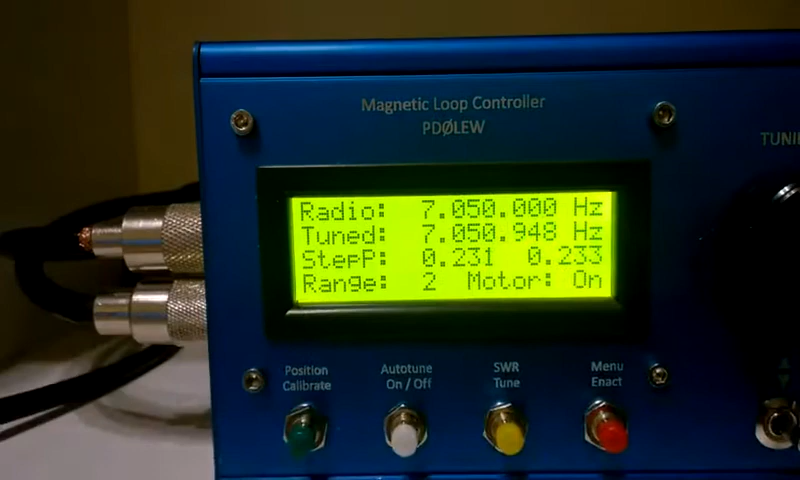 Magnetic Loop Controller
PDØLEW
TUNI
Radio: 7.050.000 Hz
Tuned: 7.050.948 Hz
StepP: 0.231 0.233
Range: 2 Motor: On
Position Calibrate
Autotune On / Off
SWR Tune
Menu Enact